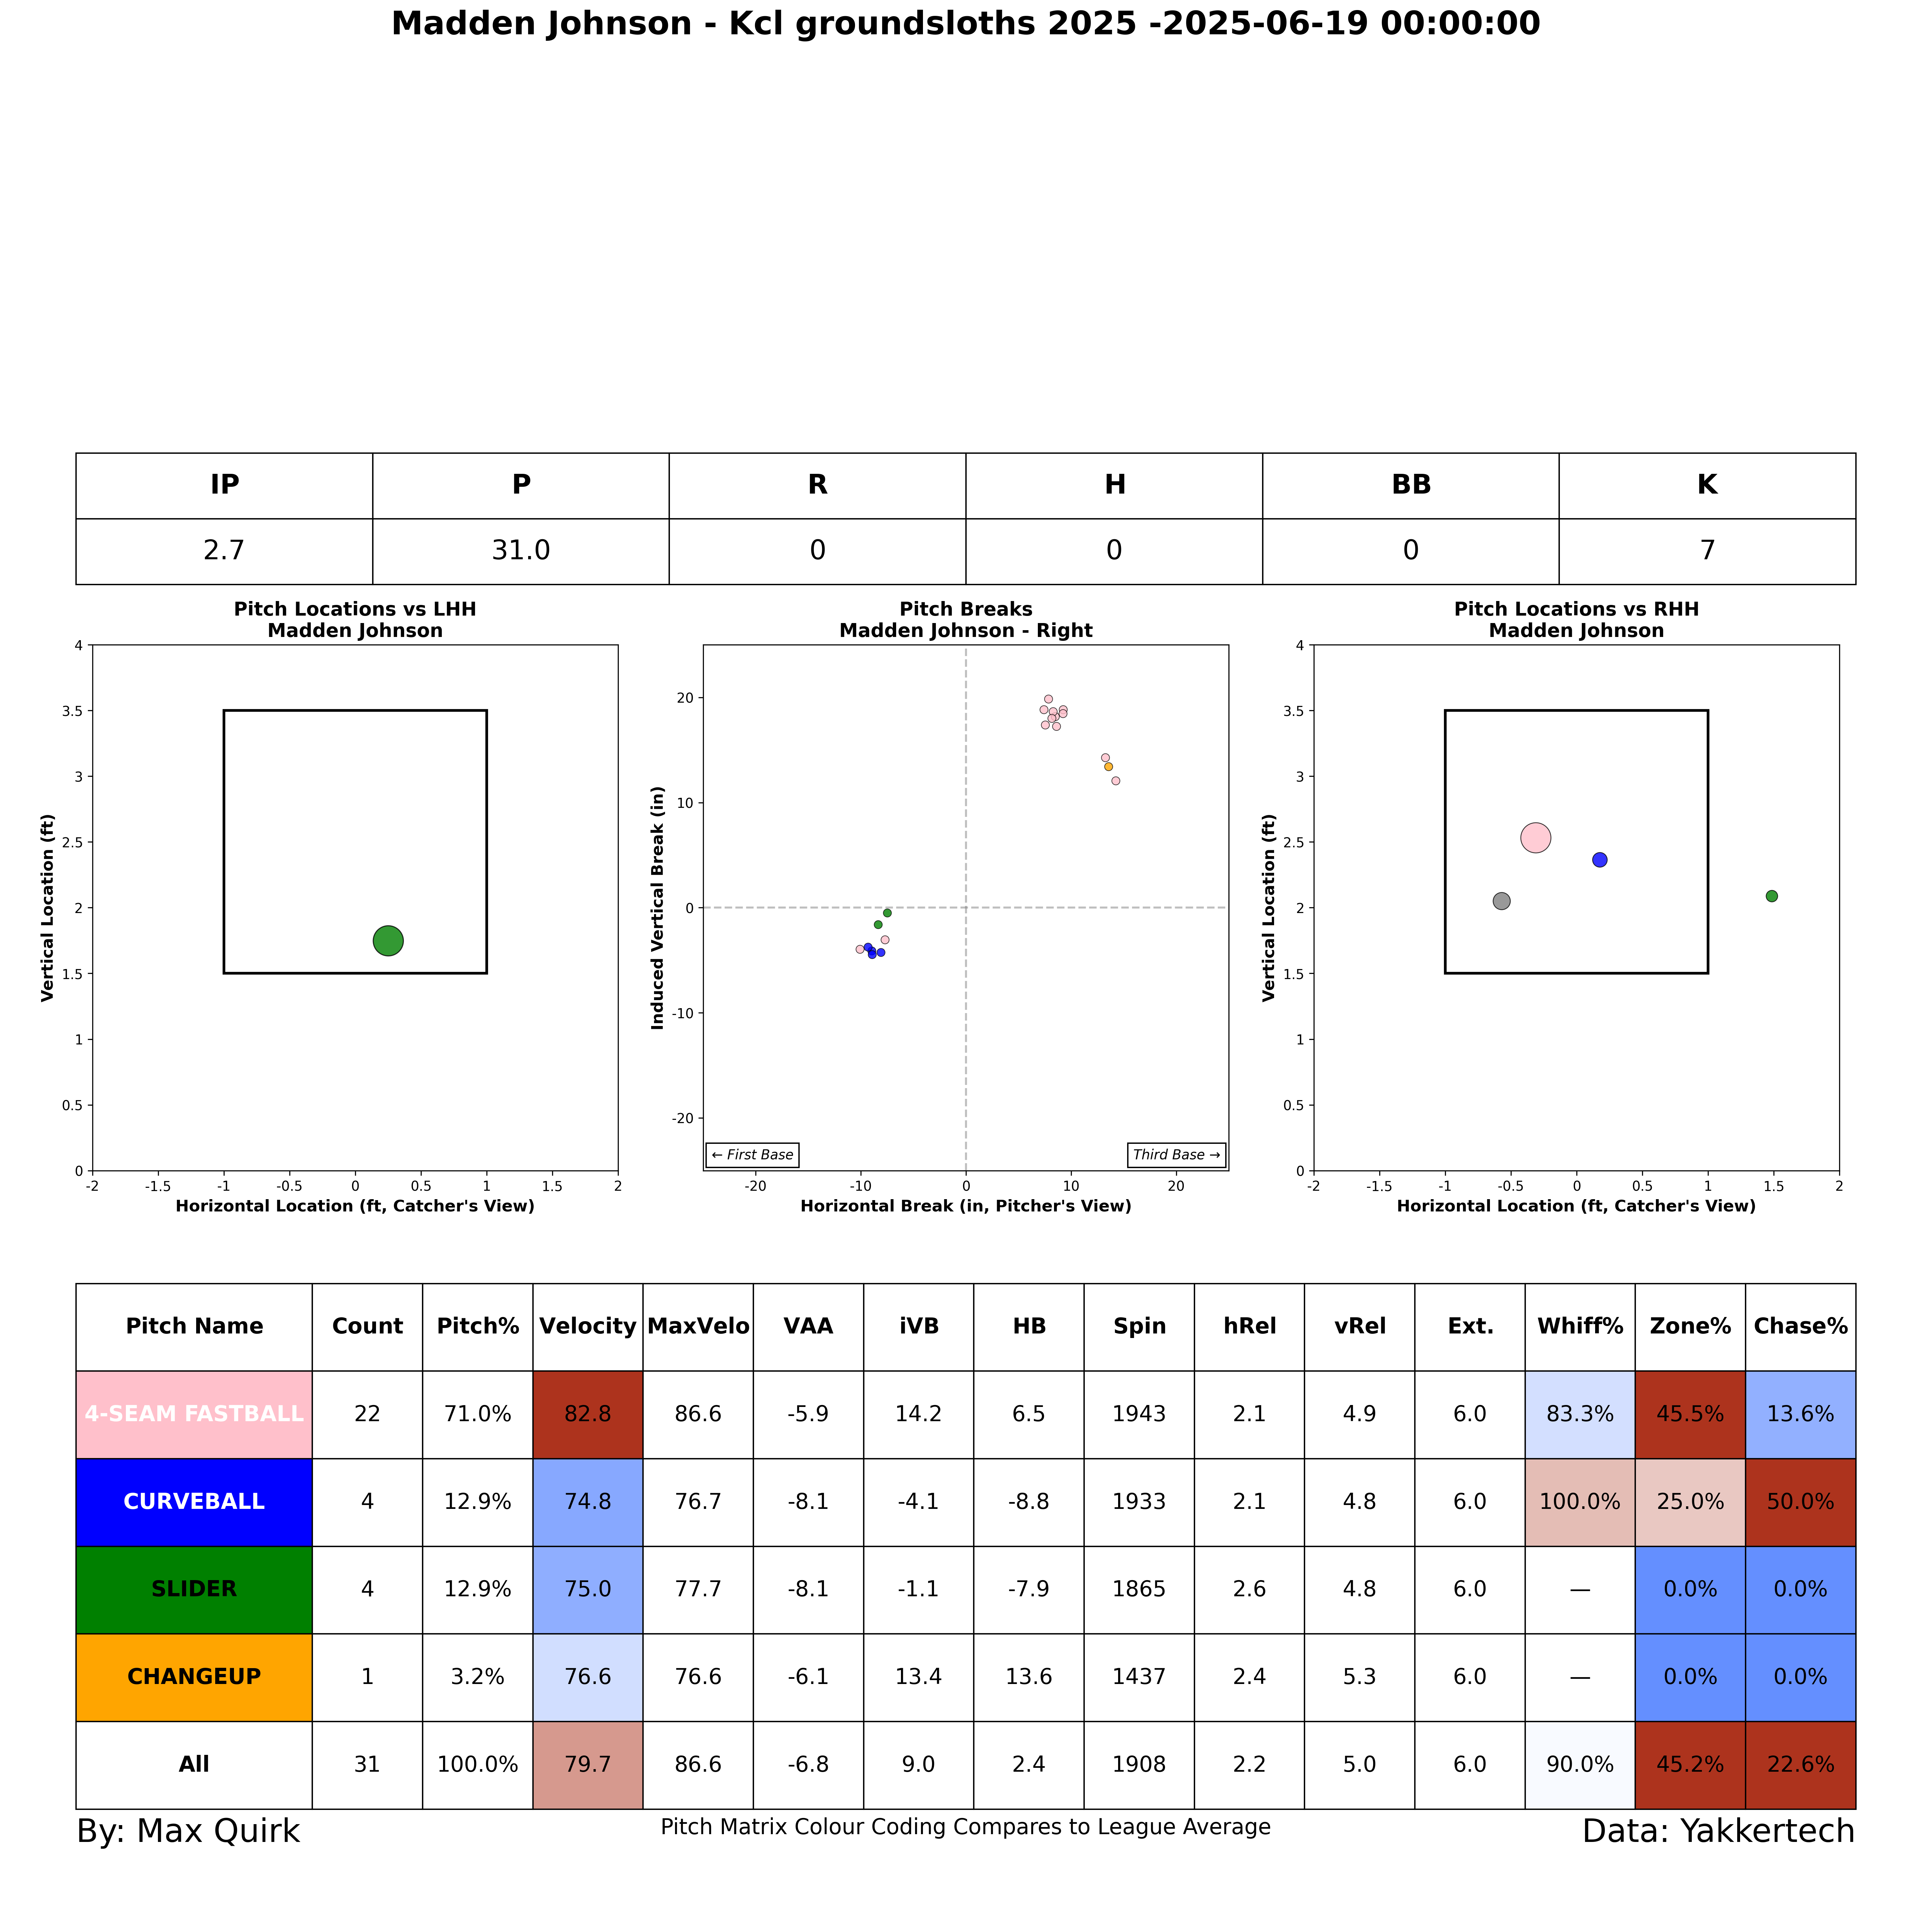 Madden Johnson - Kcl groundsloths 2025 -2025-06-19 00:00:00
IP P R H BB K
2.7 31.0 0 0 0 7
Pitch Locations vs LHH
Madden Johnson
4
3.5
3
2.5
2
1.5
1
0.5
0
-2 -1.5 -1 -0.5 0 0.5 1 1.5 2
Vertical Location (ft)
Horizontal Location (ft, Catcher's View)
Pitch Breaks
Madden Johnson - Right
20
10
0
-10
-20
← First Base
Third Base →
-20 -10 0 10 20
Induced Vertical Break (in)
Horizontal Break (in, Pitcher's View)
Pitch Locations vs RHH
Madden Johnson
4
3.5
3
2.5
2
1.5
1
0.5
0
-2 -1.5 -1 -0.5 0 0.5 1 1.5 2
Vertical Location (ft)
Horizontal Location (ft, Catcher's View)
Pitch Name Count Pitch% Velocity MaxVelo VAA iVB HB Spin hRel vRel Ext. Whiff% Zone% Chase%
4-SEAM FASTBALL 22 71.0% 82.8 86.6 -5.9 14.2 6.5 1943 2.1 4.9 6.0 83.3% 45.5% 13.6%
CURVEBALL 4 12.9% 74.8 76.7 -8.1 -4.1 -8.8 1933 2.1 4.8 6.0 100.0% 25.0% 50.0%
SLIDER 4 12.9% 75.0 77.7 -8.1 -1.1 -7.9 1865 2.6 4.8 6.0 — 0.0% 0.0%
CHANGEUP 1 3.2% 76.6 76.6 -6.1 13.4 13.6 1437 2.4 5.3 6.0 — 0.0% 0.0%
All 31 100.0% 79.7 86.6 -6.8 9.0 2.4 1908 2.2 5.0 6.0 90.0% 45.2% 22.6%
By: Max Quirk
Pitch Matrix Colour Coding Compares to League Average
Data: Yakkertech